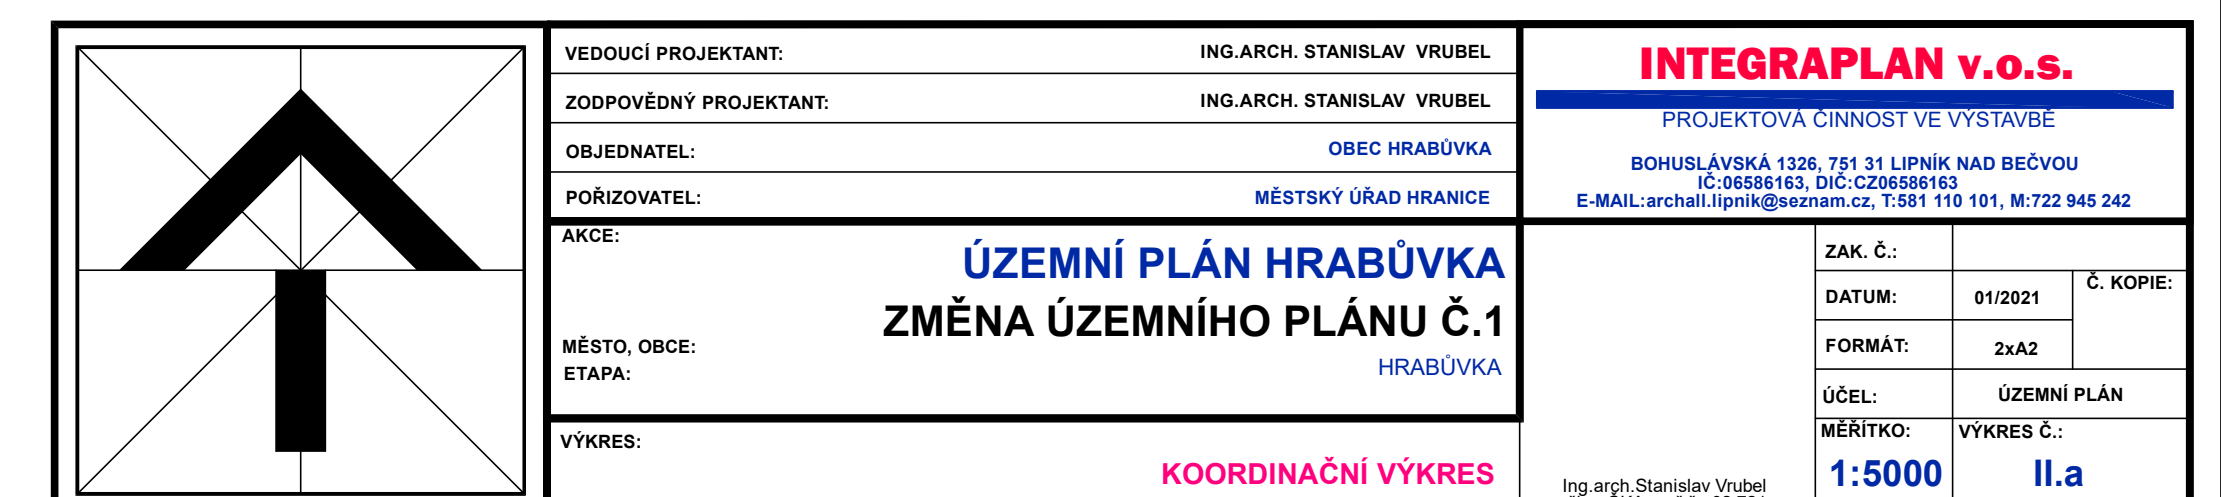 VEDOUCÍ PROJEKTANT: ING.ARCH. STANISLAV VRUBEL
ZODPOVĚDNÝ PROJEKTANT: ING.ARCH. STANISLAV VRUBEL
OBJEDNATEL: OBEC HRABŮVKA
POŘIZOVATEL: MĚSTSKÝ ÚŘAD HRANICE
INTEGRAPLAN v.o.s.
PROJEKTOVÁ ČINNOST VE VÝSTAVBĚ
BOHUSLÁVSKÁ 1326, 751 31 LIPNÍK NAD BEČVOU
IČ:06586163, DIČ:CZ06586163
E-MAIL:archall.lipnik@seznam.cz, T:581 110 101, M:722 945 242
AKCE:
ÚZEMNÍ PLÁN HRABŮVKA
ZMĚNA ÚZEMNÍHO PLÁNU Č.1
MĚSTO, OBCE:
HRABŮVKA
ETAPA:
VÝKRES:
KOORDINAČNÍ VÝKRES
Ing.arch.Stanislav Vrubel
ZAK. Č.:
DATUM: 01/2021
Č. KOPIE:
FORMÁT: 2xA2
ÚČEL: ÚZEMNÍ PLÁN
MĚŘÍTKO: VÝKRES Č.:
1:5000 II.a